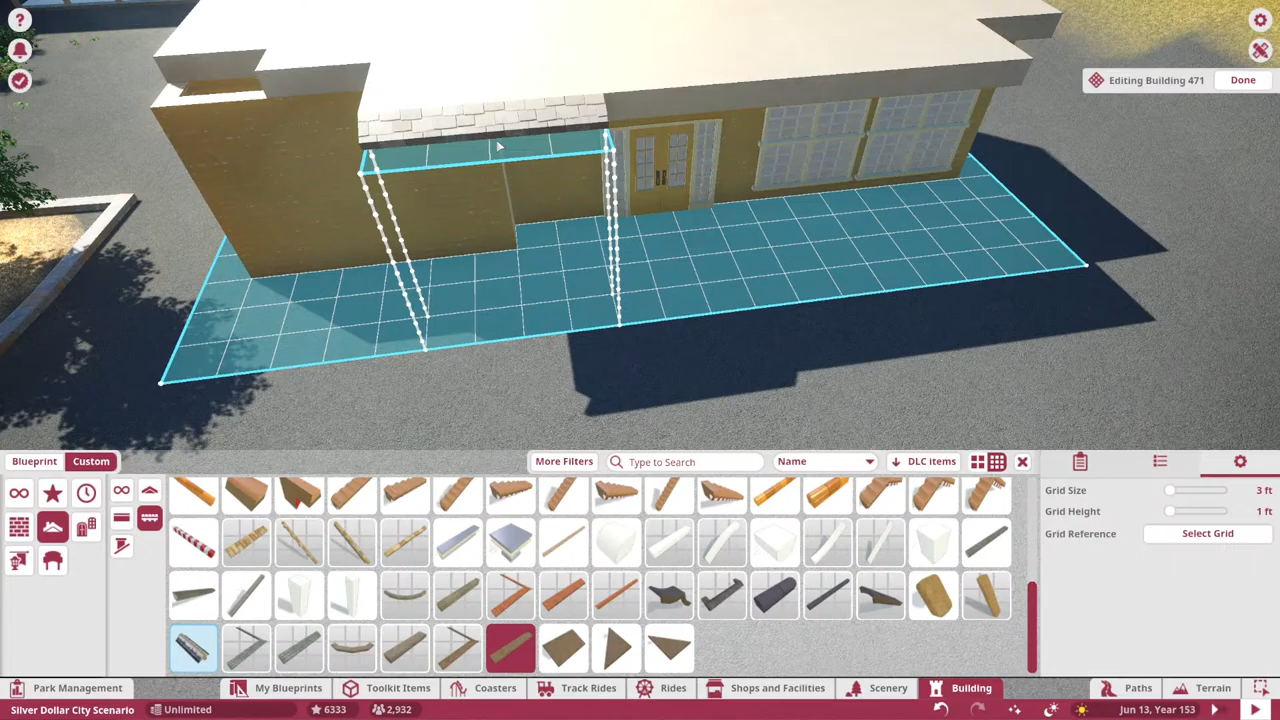 ?
Editing Building 471 Done
Blueprint Custom More Filters Type to Search Name DLC items
Grid Size 3 ft
Grid Height 1 ft
Grid Reference Select Grid
Park Management My Blueprints Toolkit Items Coasters Track Rides Rides Shops and Facilities Scenery Building Paths Terrain
Silver Dollar City Scenario Unlimited 6333 2,932 Jun 13, Year 153